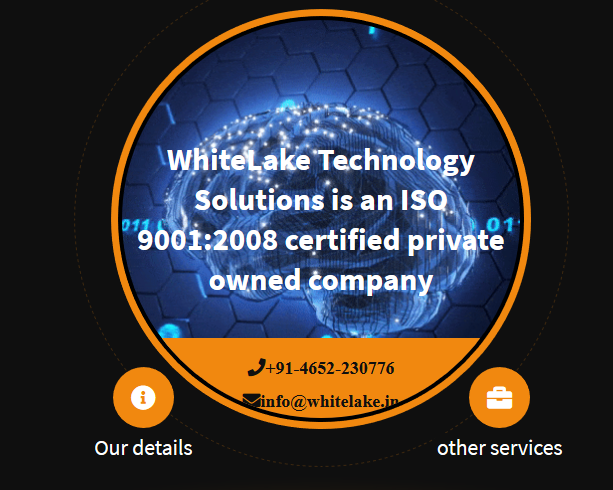 WhiteLake Technology
Solutions is an ISO
9001:2008 certified private
owned company
+91-4652-230776
info@whitelake.in
Our details
other services